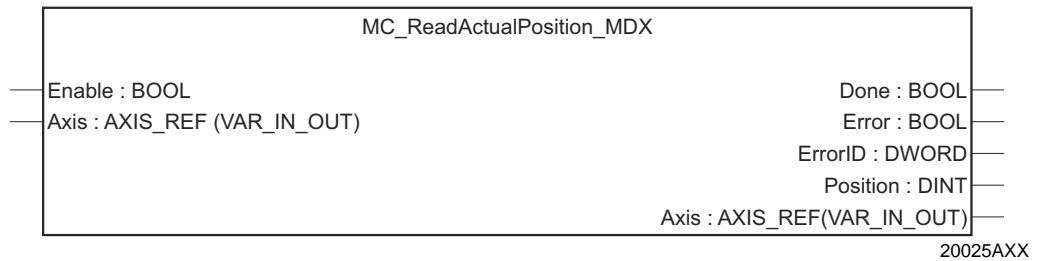 MC_ReadActualPosition_MDX
Enable : BOOL
Done : BOOL
Axis : AXIS_REF (VAR_IN_OUT)
Error : BOOL
ErrorID : DWORD
Position : DINT
Axis : AXIS_REF(VAR_IN_OUT)
20025AXX